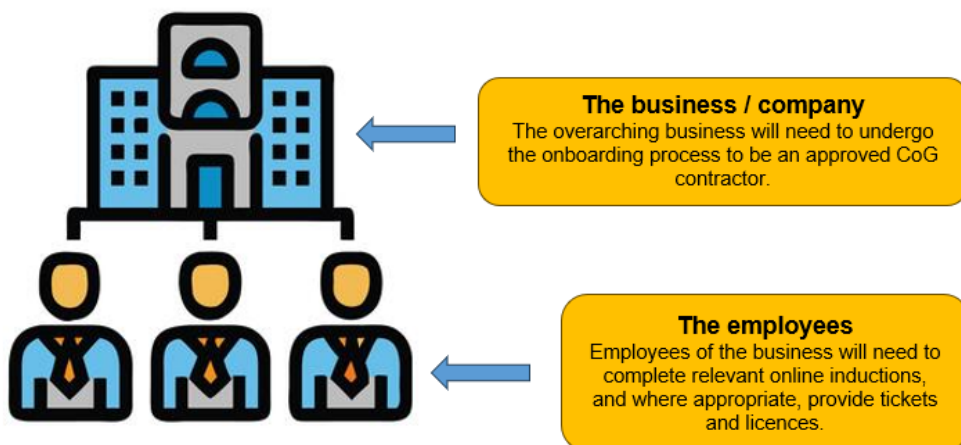 The business / company
The overarching business will need to undergo
the onboarding process to be an approved CoG
contractor.
The employees
Employees of the business will need to
complete relevant online inductions,
and where appropriate, provide tickets
and licences.